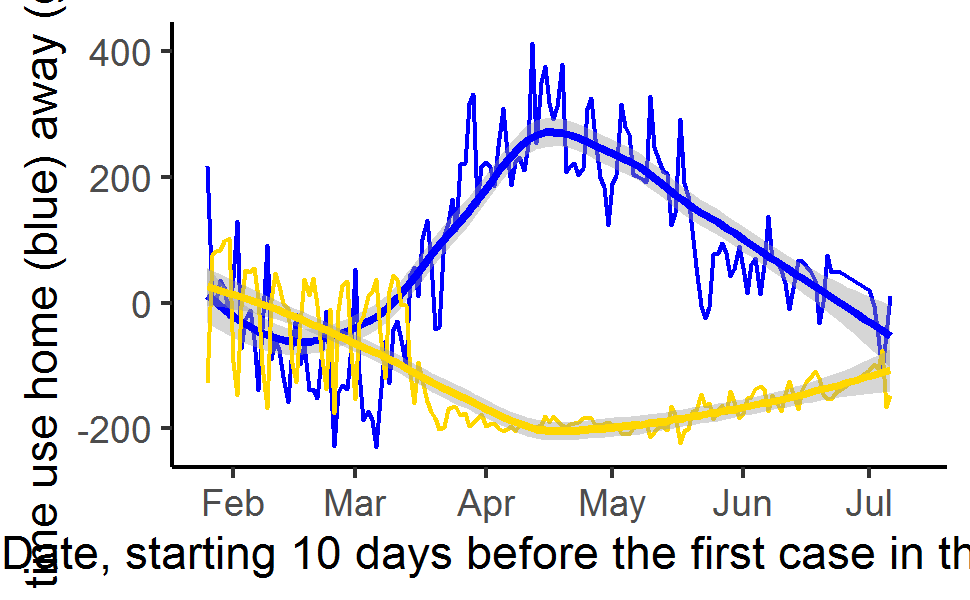 time use home (blue) away (
400
200
0
-200
Feb Mar Apr May Jun Jul
Date, starting 10 days before the first case in th